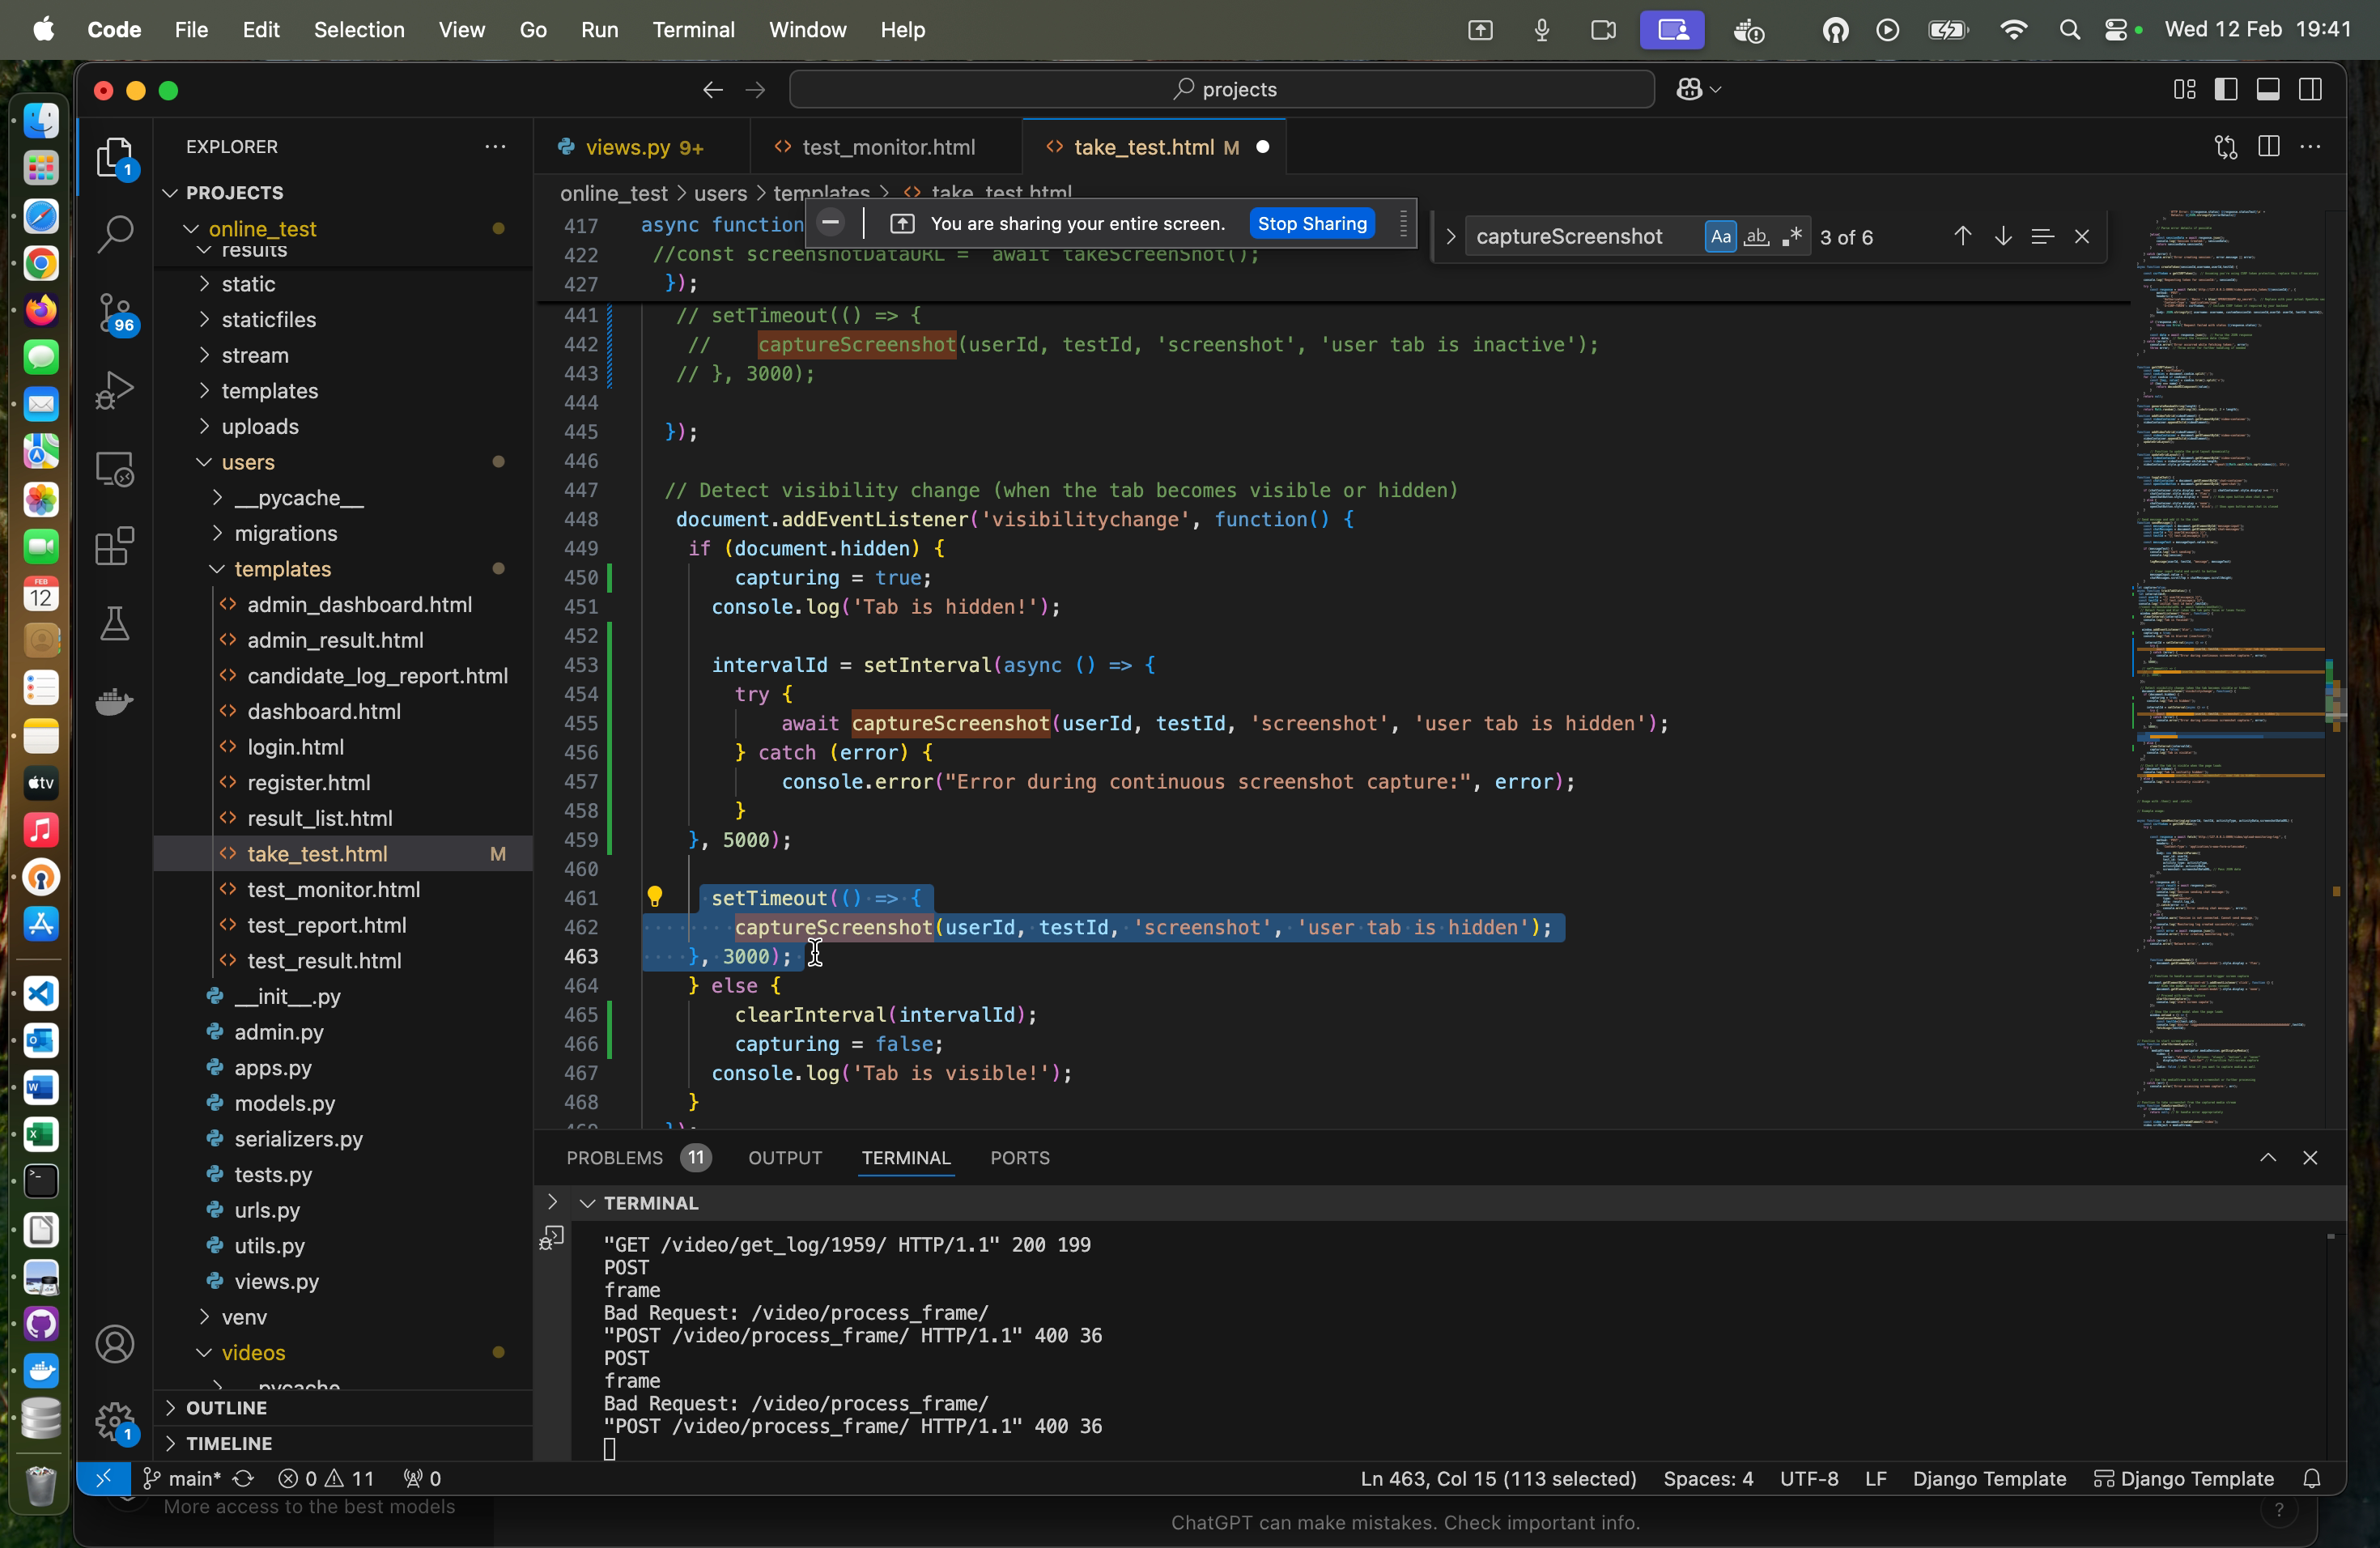 Code File Edit Selection View Go Run Terminal Window Help Wed 12 Feb 19:41
projects
EXPLORER
PROJECTS
online_test
results
static
staticfiles
stream
templates
uploads
users
__pycache__
migrations
templates
admin_dashboard.html
admin_result.html
candidate_log_report.html
dashboard.html
login.html
register.html
result_list.html
take_test.html M
test_monitor.html
test_report.html
test_result.html
__init__.py
admin.py
apps.py
models.py
serializers.py
tests.py
urls.py
utils.py
views.py
venv
videos
__pycache__
OUTLINE
TIMELINE
1
96
1
FEB
12
tv
views.py 9+ test_monitor.html take_test.html M
online_test > users > templates > take_test.html
You are sharing your entire screen. Stop Sharing
captureScreenshot Aa ab 3 of 6
417 async function
422 //const screenshotDataURL = await takeScreenShot();
427 });
441 // setTimeout(() => {
442 // captureScreenshot(userId, testId, 'screenshot', 'user tab is inactive');
443 // }, 3000);
444
445 });
446
447 // Detect visibility change (when the tab becomes visible or hidden)
448 document.addEventListener('visibilitychange', function() {
449 if (document.hidden) {
450 capturing = true;
451 console.log('Tab is hidden!');
452
453 intervalId = setInterval(async () => {
454 try {
455 await captureScreenshot(userId, testId, 'screenshot', 'user tab is hidden');
456 } catch (error) {
457 console.error("Error during continuous screenshot capture:", error);
458 }
459 }, 5000);
460
461 setTimeout(() => {
462 captureScreenshot(userId, testId, 'screenshot', 'user tab is hidden');
463 }, 3000);
464 } else {
465 clearInterval(intervalId);
466 capturing = false;
467 console.log('Tab is visible!');
468 }
469 });
PROBLEMS 11 OUTPUT TERMINAL PORTS
TERMINAL
"GET /video/get_log/1959/ HTTP/1.1" 200 199
POST
frame
Bad Request: /video/process_frame/
"POST /video/process_frame/ HTTP/1.1" 400 36
POST
frame
Bad Request: /video/process_frame/
"POST /video/process_frame/ HTTP/1.1" 400 36
main* 0 11 0 Ln 463, Col 15 (113 selected) Spaces: 4 UTF-8 LF Django Template Django Template
More access to the best models
ChatGPT can make mistakes. Check important info.
?